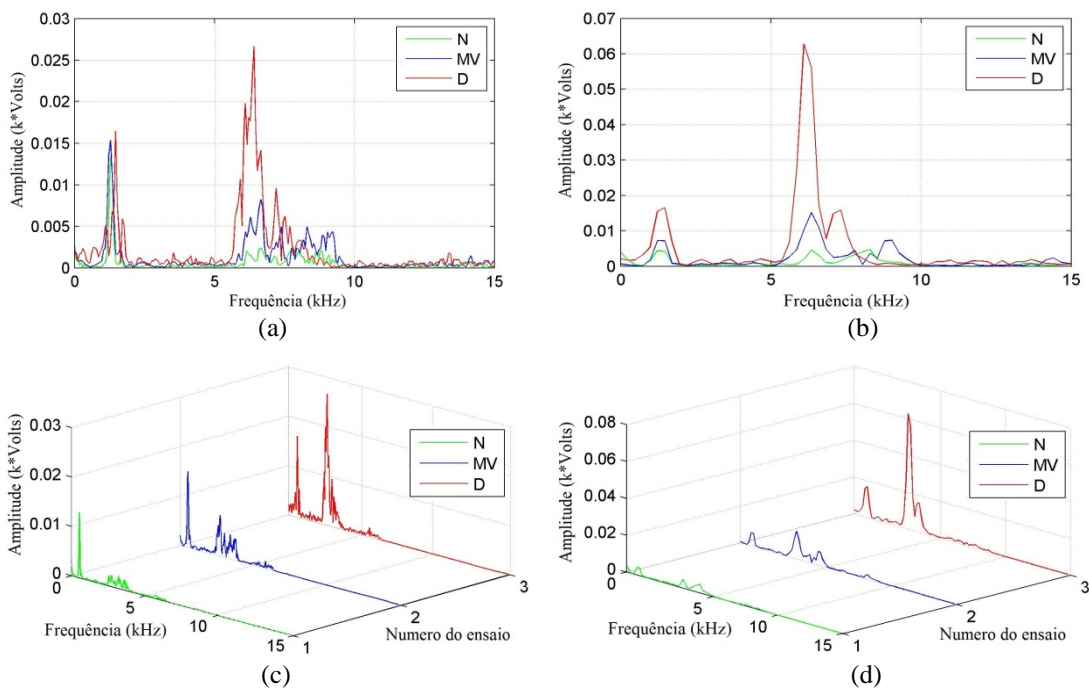 0.03
0.025
0.02
0.015
0.01
0.005
0
Amplitude (k*Volts)
0 5 10 15
Frequência (kHz)
N
MV
D
(a)
0.07
0.06
0.05
0.04
0.03
0.02
0.01
0
Amplitude (k*Volts)
0 5 10 15
Frequência (kHz)
N
MV
D
(b)
0.03
0.02
0.01
0
Amplitude (k*Volts)
0
5
10
15
Frequência (kHz)
1
2
3
Numero do ensaio
N
MV
D
(c)
0.08
0.06
0.04
0.02
0
Amplitude (k*Volts)
0
5
10
15
Frequência (kHz)
1
2
3
Numero do ensaio
N
MV
D
(d)